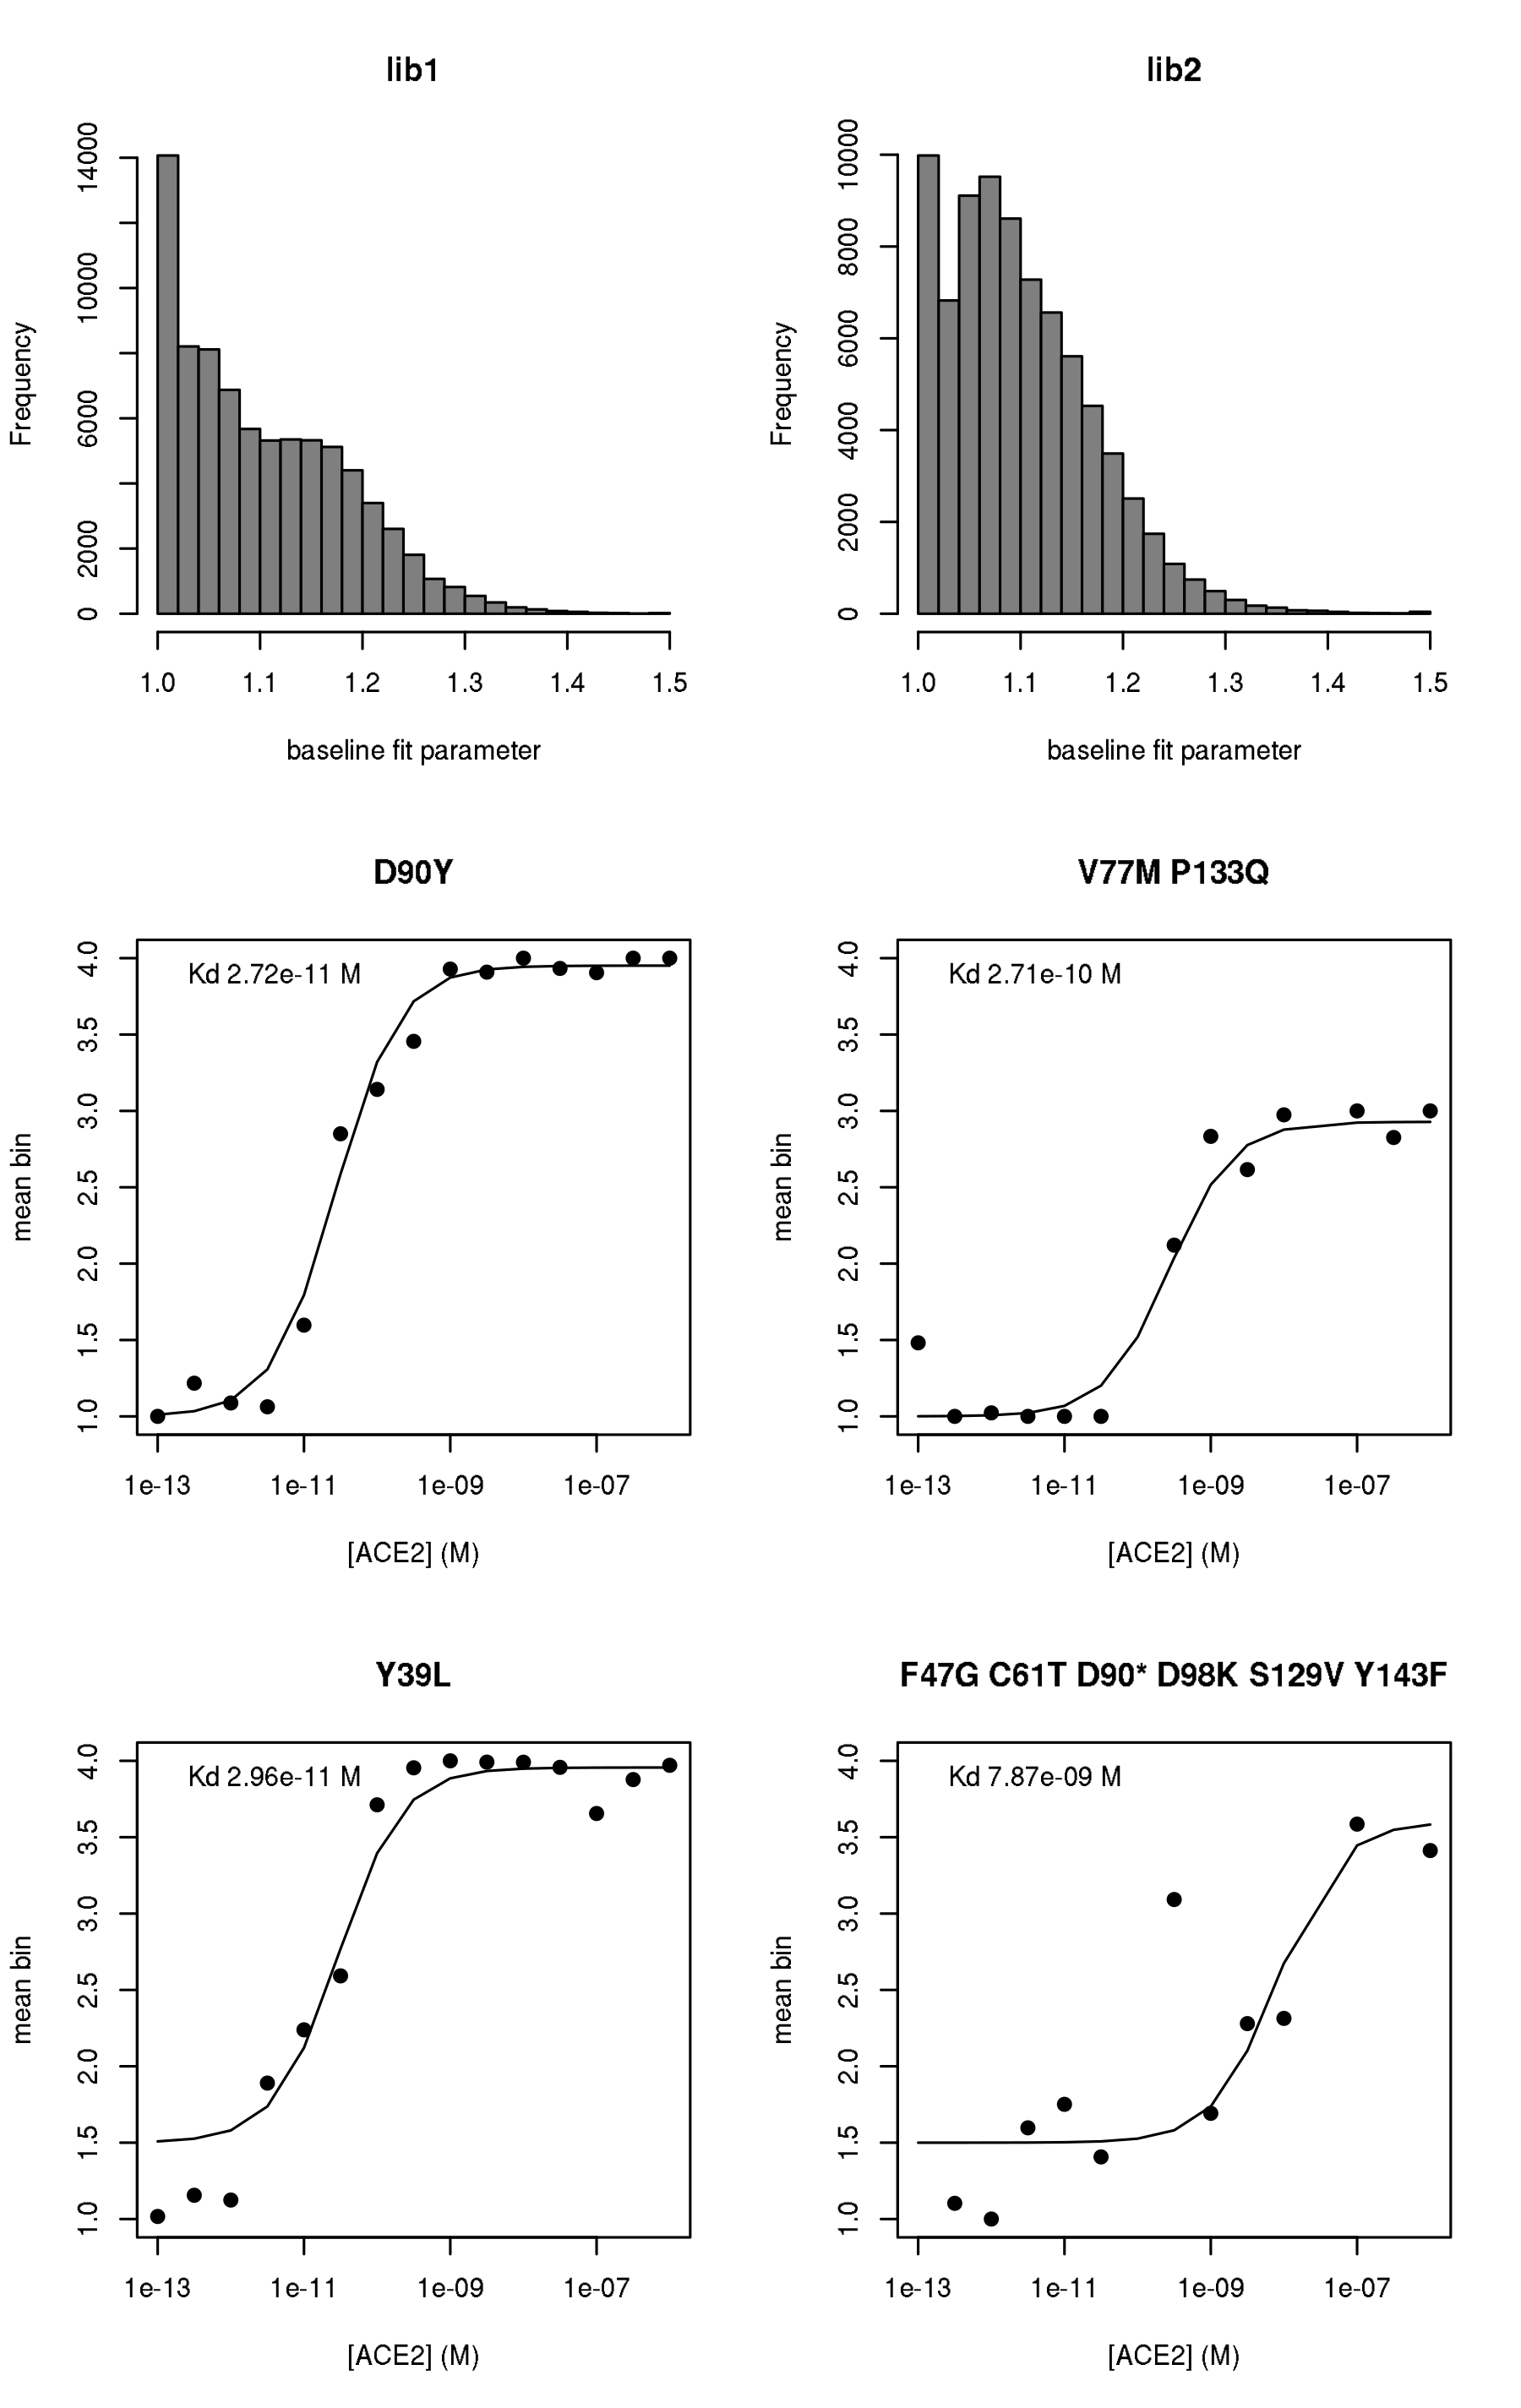 lib1
Frequency
0 2000 6000 10000 14000
1.0 1.1 1.2 1.3 1.4 1.5
baseline fit parameter
lib2
Frequency
0 2000 4000 6000 8000 10000
1.0 1.1 1.2 1.3 1.4 1.5
baseline fit parameter
D90Y
Kd 2.72e-11 M
mean bin
1.0 1.5 2.0 2.5 3.0 3.5 4.0
1e-13 1e-11 1e-09 1e-07
[ACE2] (M)
V77M P133Q
Kd 2.71e-10 M
mean bin
1.0 1.5 2.0 2.5 3.0 3.5 4.0
1e-13 1e-11 1e-09 1e-07
[ACE2] (M)
Y39L
Kd 2.96e-11 M
mean bin
1.0 1.5 2.0 2.5 3.0 3.5 4.0
1e-13 1e-11 1e-09 1e-07
[ACE2] (M)
F47G C61T D90* D98K S129V Y143F
Kd 7.87e-09 M
mean bin
1.0 1.5 2.0 2.5 3.0 3.5 4.0
1e-13 1e-11 1e-09 1e-07
[ACE2] (M)